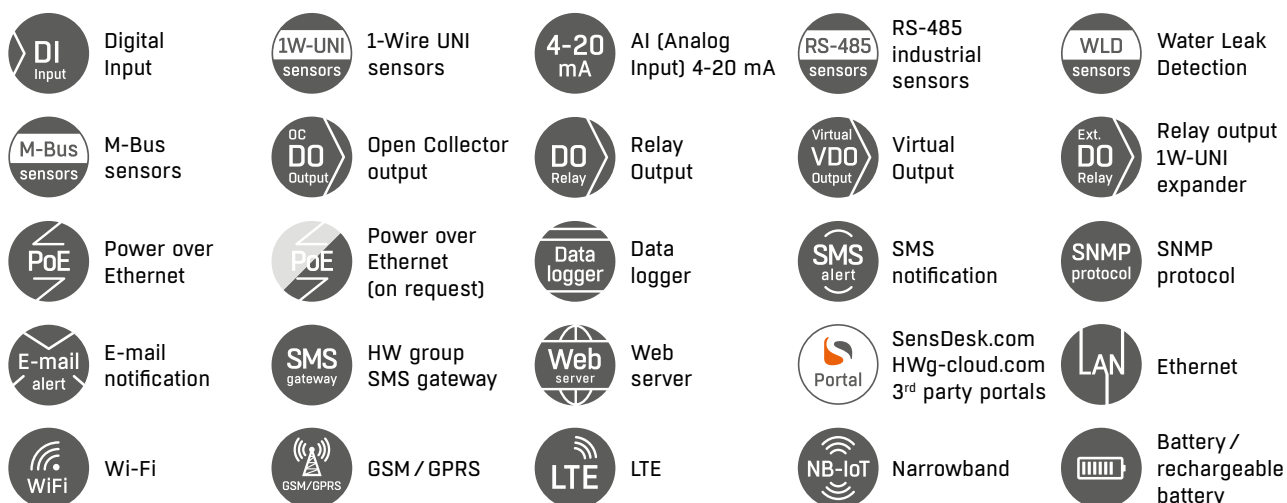 DI
Input
Digital
Input
1W-UNI
sensors
1-Wire UNI
sensors
4-20
mA
AI (Analog
Input) 4-20 mA
RS-485
sensors
RS-485
industrial
sensors
WLD
sensors
Water Leak
Detection
M-Bus
sensors
M-Bus
sensors
OC
DO
Output
Open Collector
output
DO
Relay
Relay
Output
Virtual
VDO
Output
Virtual
Output
Ext.
DO
Relay
Relay output
1W-UNI
expander
PoE
Power over
Ethernet
PoE
Power over
Ethernet
(on request)
Data
logger
Data
logger
SMS
alert
SMS
notification
SNMP
protocol
SNMP
protocol
E-mail
alert
E-mail
notification
SMS
gateway
HW group
SMS gateway
Web
server
Web
server
Portal
SensDesk.com
HWg-cloud.com
3rd party portals
LAN
Ethernet
WiFi
Wi-Fi
GSM/GPRS
GSM / GPRS
LTE
LTE
NB-IoT
Narrowband
Battery /
rechargeable
battery